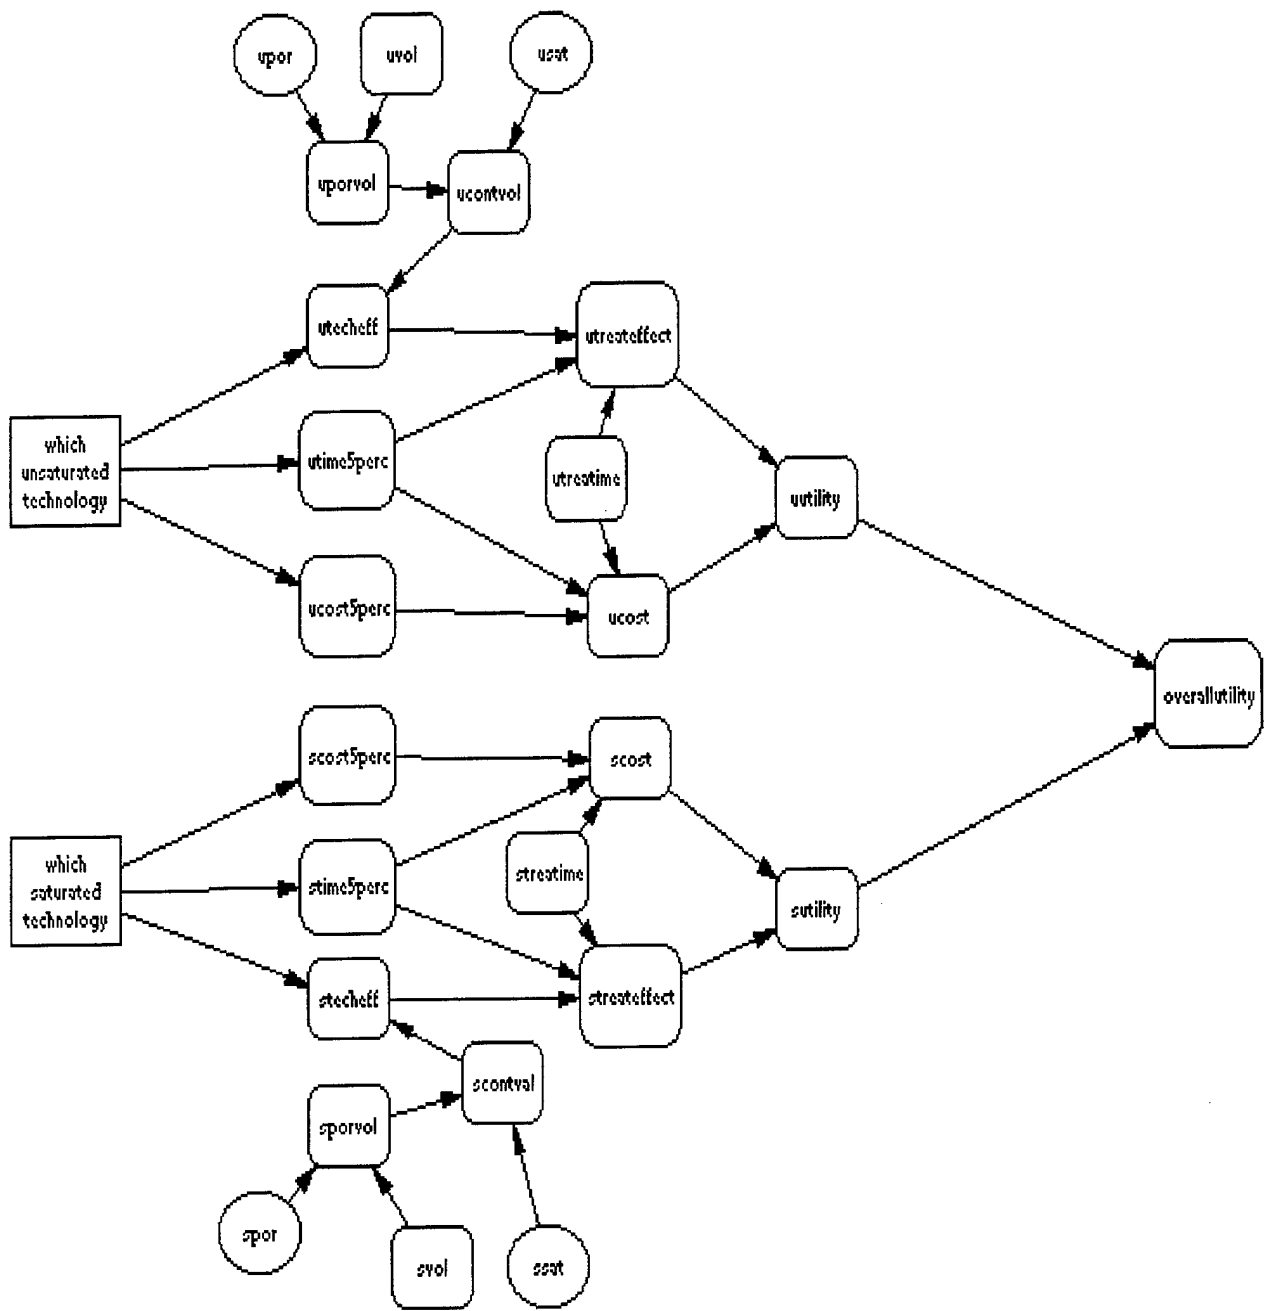 upor
uvol
usat
uporvol
ucontvol
utecheff
utreateffect
which
unsaturated
technology
utime5perc
utreatime
uutility
ucost5perc
ucost
overallutility
scost5perc
scost
which
saturated
technology
stime5perc
streatime
sutility
stecheff
streateffect
scontval
sporvol
spor
svol
ssat